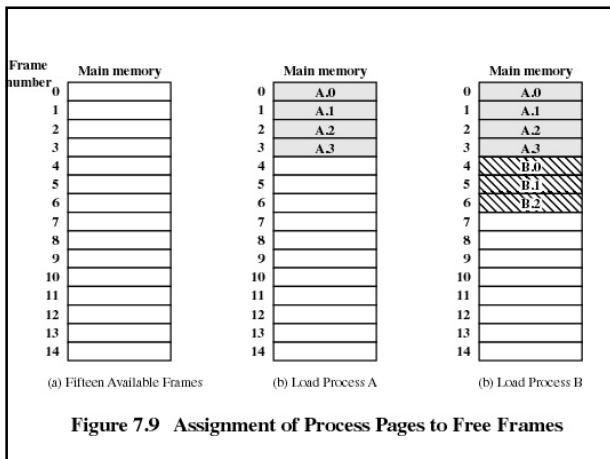 Frame
number
Main memory
0
1
2
3
4
5
6
7
8
9
10
11
12
13
14
(a) Fifteen Available Frames
Main memory
0 A.0
1 A.1
2 A.2
3 A.3
4
5
6
7
8
9
10
11
12
13
14
(b) Load Process A
Main memory
0 A.0
1 A.1
2 A.2
3 A.3
4 B.0
5 B.1
6 B.2
7
8
9
10
11
12
13
14
(b) Load Process B
Figure 7.9 Assignment of Process Pages to Free Frames